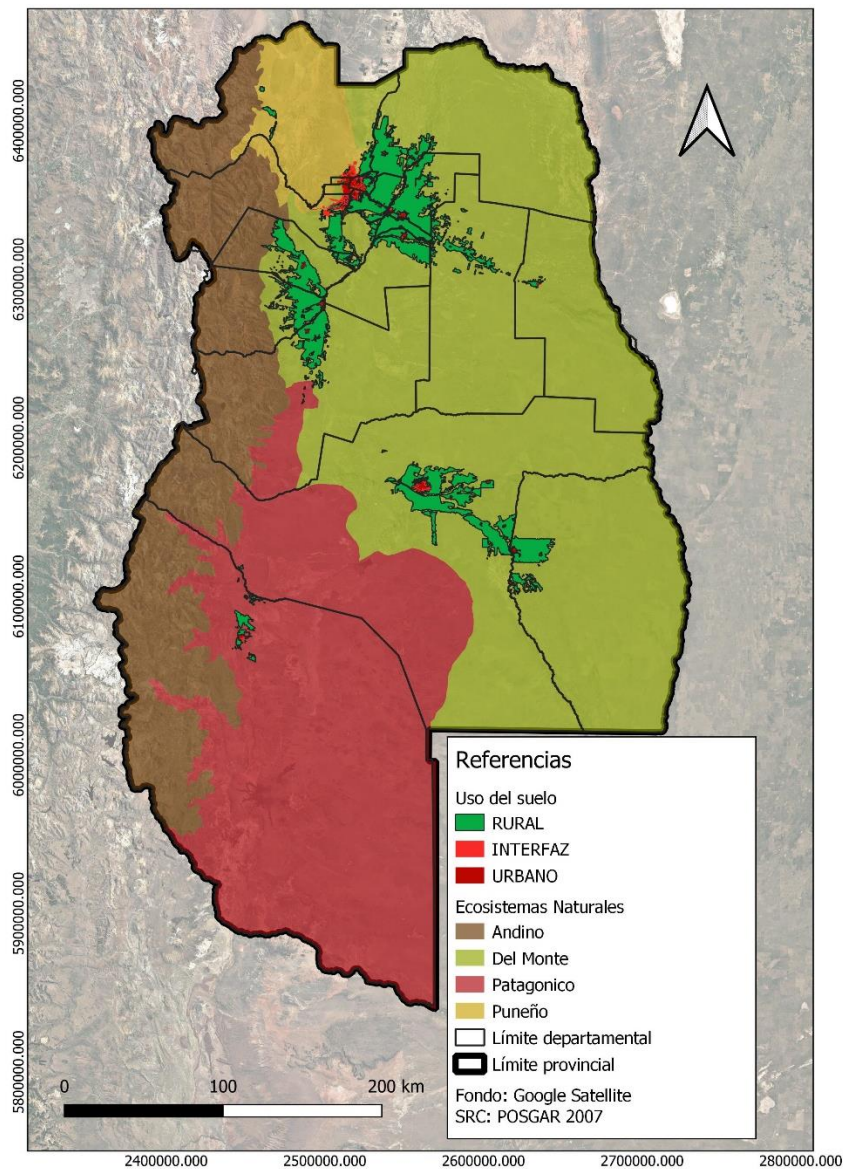 6400000.000
6300000.000
6200000.000
6100000.000
6000000.000
5900000.000
5800000.000
Referencias
Uso del suelo
RURAL
INTERFAZ
URBANO
Ecosistemas Naturales
Andino
Del Monte
Patagonico
Puneño
Límite departamental
Límite provincial
Fondo: Google Satellite
SRC: POSGAR 2007
0 100 200 km
2400000.000 2500000.000 2600000.000 2700000.000 2800000.000